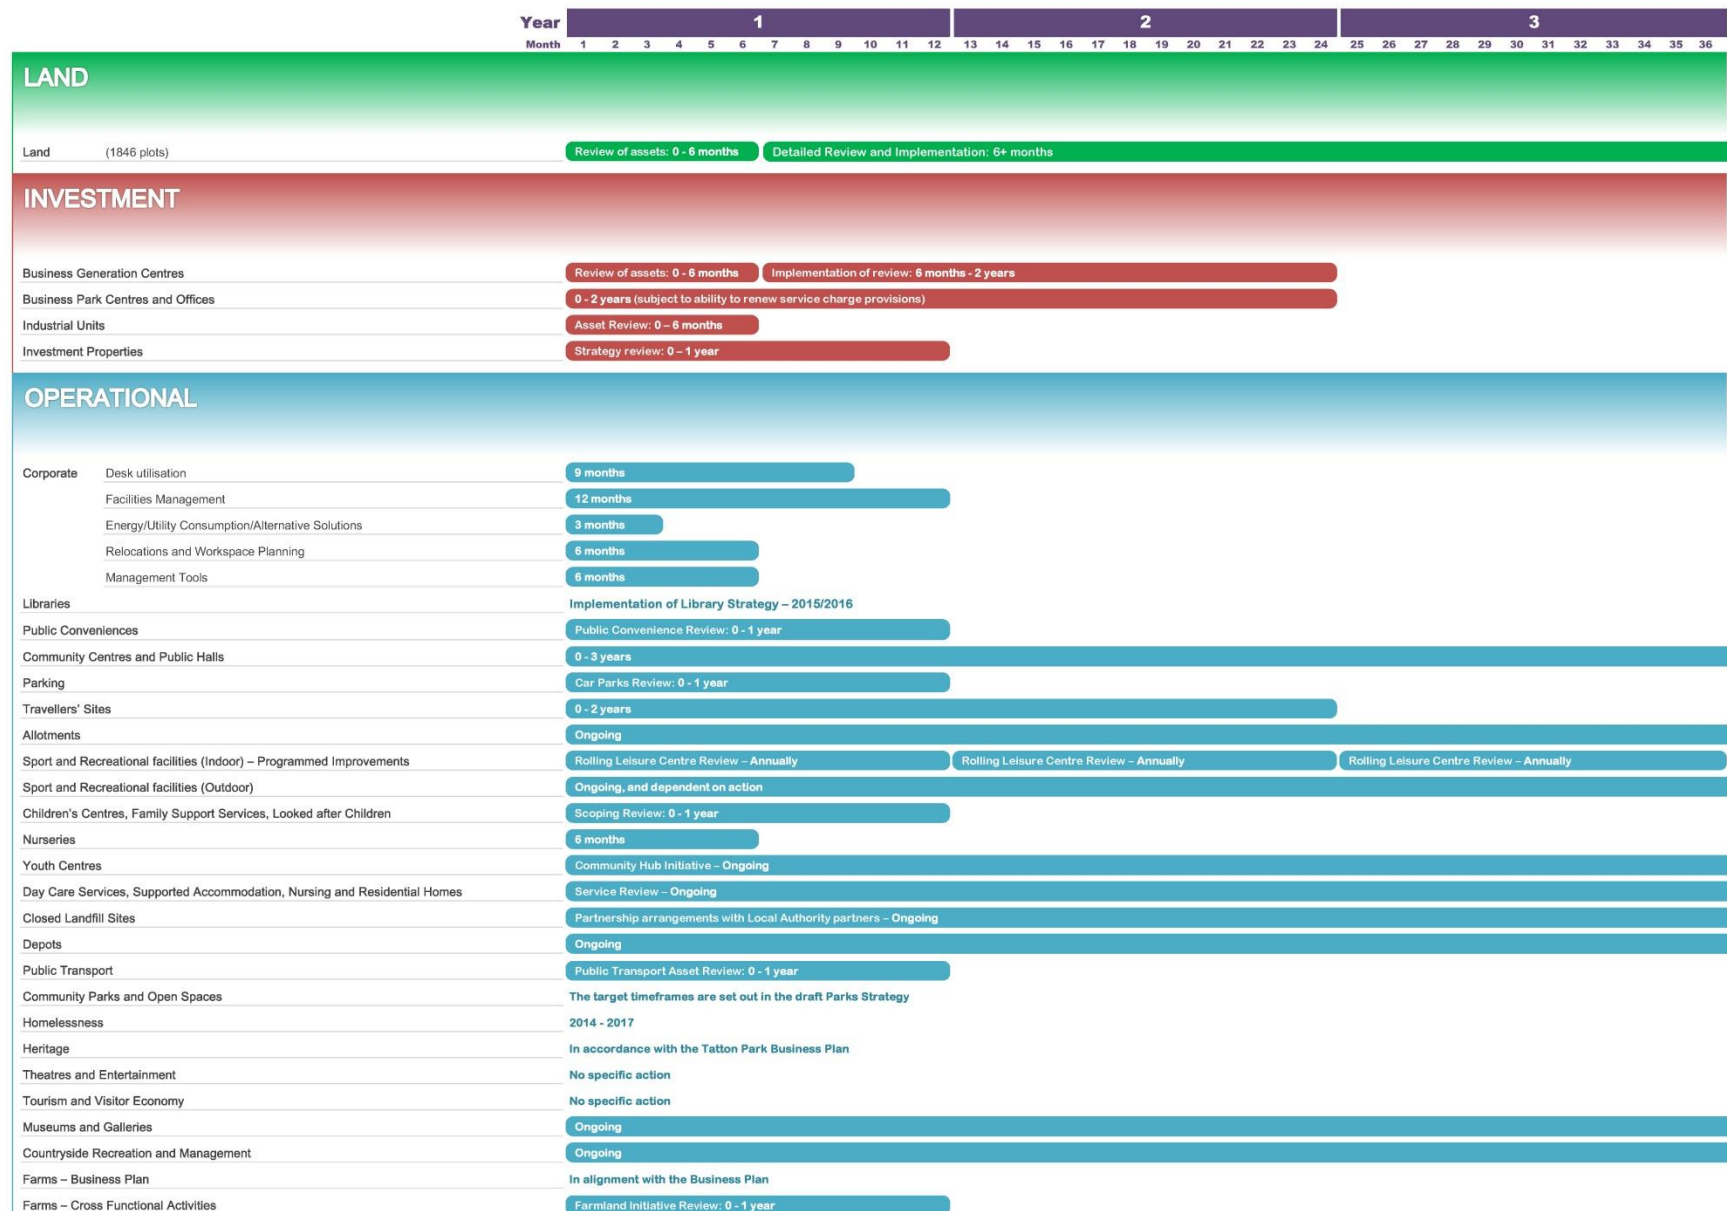 Year 1 2 3
Month 1 2 3 4 5 6 7 8 9 10 11 12 13 14 15 16 17 18 19 20 21 22 23 24 25 26 27 28 29 30 31 32 33 34 35 36
LAND
Land (1846 plots) Review of assets: 0 - 6 months Detailed Review and Implementation: 6+ months
INVESTMENT
Business Generation Centres Review of assets: 0 - 6 months Implementation of review: 6 months - 2 years
Business Park Centres and Offices 0 - 2 years (subject to ability to renew service charge provisions)
Industrial Units Asset Review: 0 – 6 months
Investment Properties Strategy review: 0 – 1 year
OPERATIONAL
Corporate Desk utilisation 9 months
Facilities Management 12 months
Energy/Utility Consumption/Alternative Solutions 3 months
Relocations and Workspace Planning 6 months
Management Tools 6 months
Libraries Implementation of Library Strategy – 2015/2016
Public Conveniences Public Convenience Review: 0 - 1 year
Community Centres and Public Halls 0 - 3 years
Parking Car Parks Review: 0 - 1 year
Travellers' Sites 0 - 2 years
Allotments Ongoing
Sport and Recreational facilities (Indoor) – Programmed Improvements Rolling Leisure Centre Review – Annually Rolling Leisure Centre Review – Annually Rolling Leisure Centre Review – Annually
Sport and Recreational facilities (Outdoor) Ongoing, and dependent on action
Children's Centres, Family Support Services, Looked after Children Scoping Review: 0 - 1 year
Nurseries 6 months
Youth Centres Community Hub Initiative – Ongoing
Day Care Services, Supported Accommodation, Nursing and Residential Homes Service Review – Ongoing
Closed Landfill Sites Partnership arrangements with Local Authority partners – Ongoing
Depots Ongoing
Public Transport Public Transport Asset Review: 0 - 1 year
Community Parks and Open Spaces The target timeframes are set out in the draft Parks Strategy
Homelessness 2014 - 2017
Heritage In accordance with the Tatton Park Business Plan
Theatres and Entertainment No specific action
Tourism and Visitor Economy No specific action
Museums and Galleries Ongoing
Countryside Recreation and Management Ongoing
Farms – Business Plan In alignment with the Business Plan
Farms – Cross Functional Activities Farmland Initiative Review: 0 - 1 year